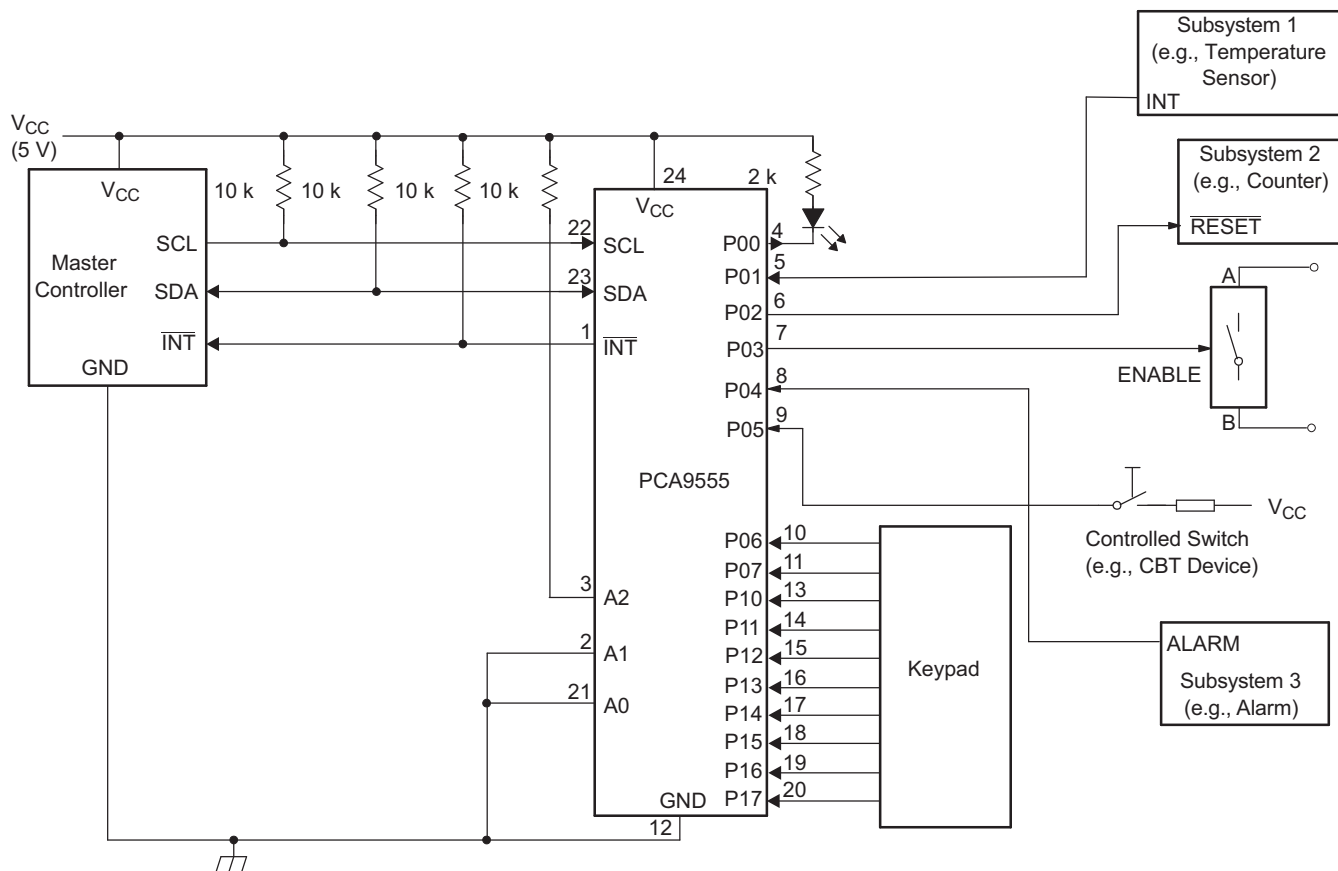 Subsystem 1
(e.g., Temperature
Sensor)
INT
VCC
(5 V)
Subsystem 2
(e.g., Counter)
RESET
VCC
10 k
10 k
10 k
10 k
24
2 k
VCC
SCL
22
SCL
P00
4
Master
Controller
SDA
23
SDA
P01
5
A
P02
6
INT
1
INT
P03
7
GND
ENABLE
P04
8
B
P05
9
PCA9555
VCC
Controlled Switch
(e.g., CBT Device)
P06
10
P07
11
3
A2
P10
13
P11
14
2
A1
P12
15
ALARM
Keypad
P13
16
Subsystem 3
(e.g., Alarm)
21
A0
P14
17
P15
18
P16
19
GND
P17
20
12